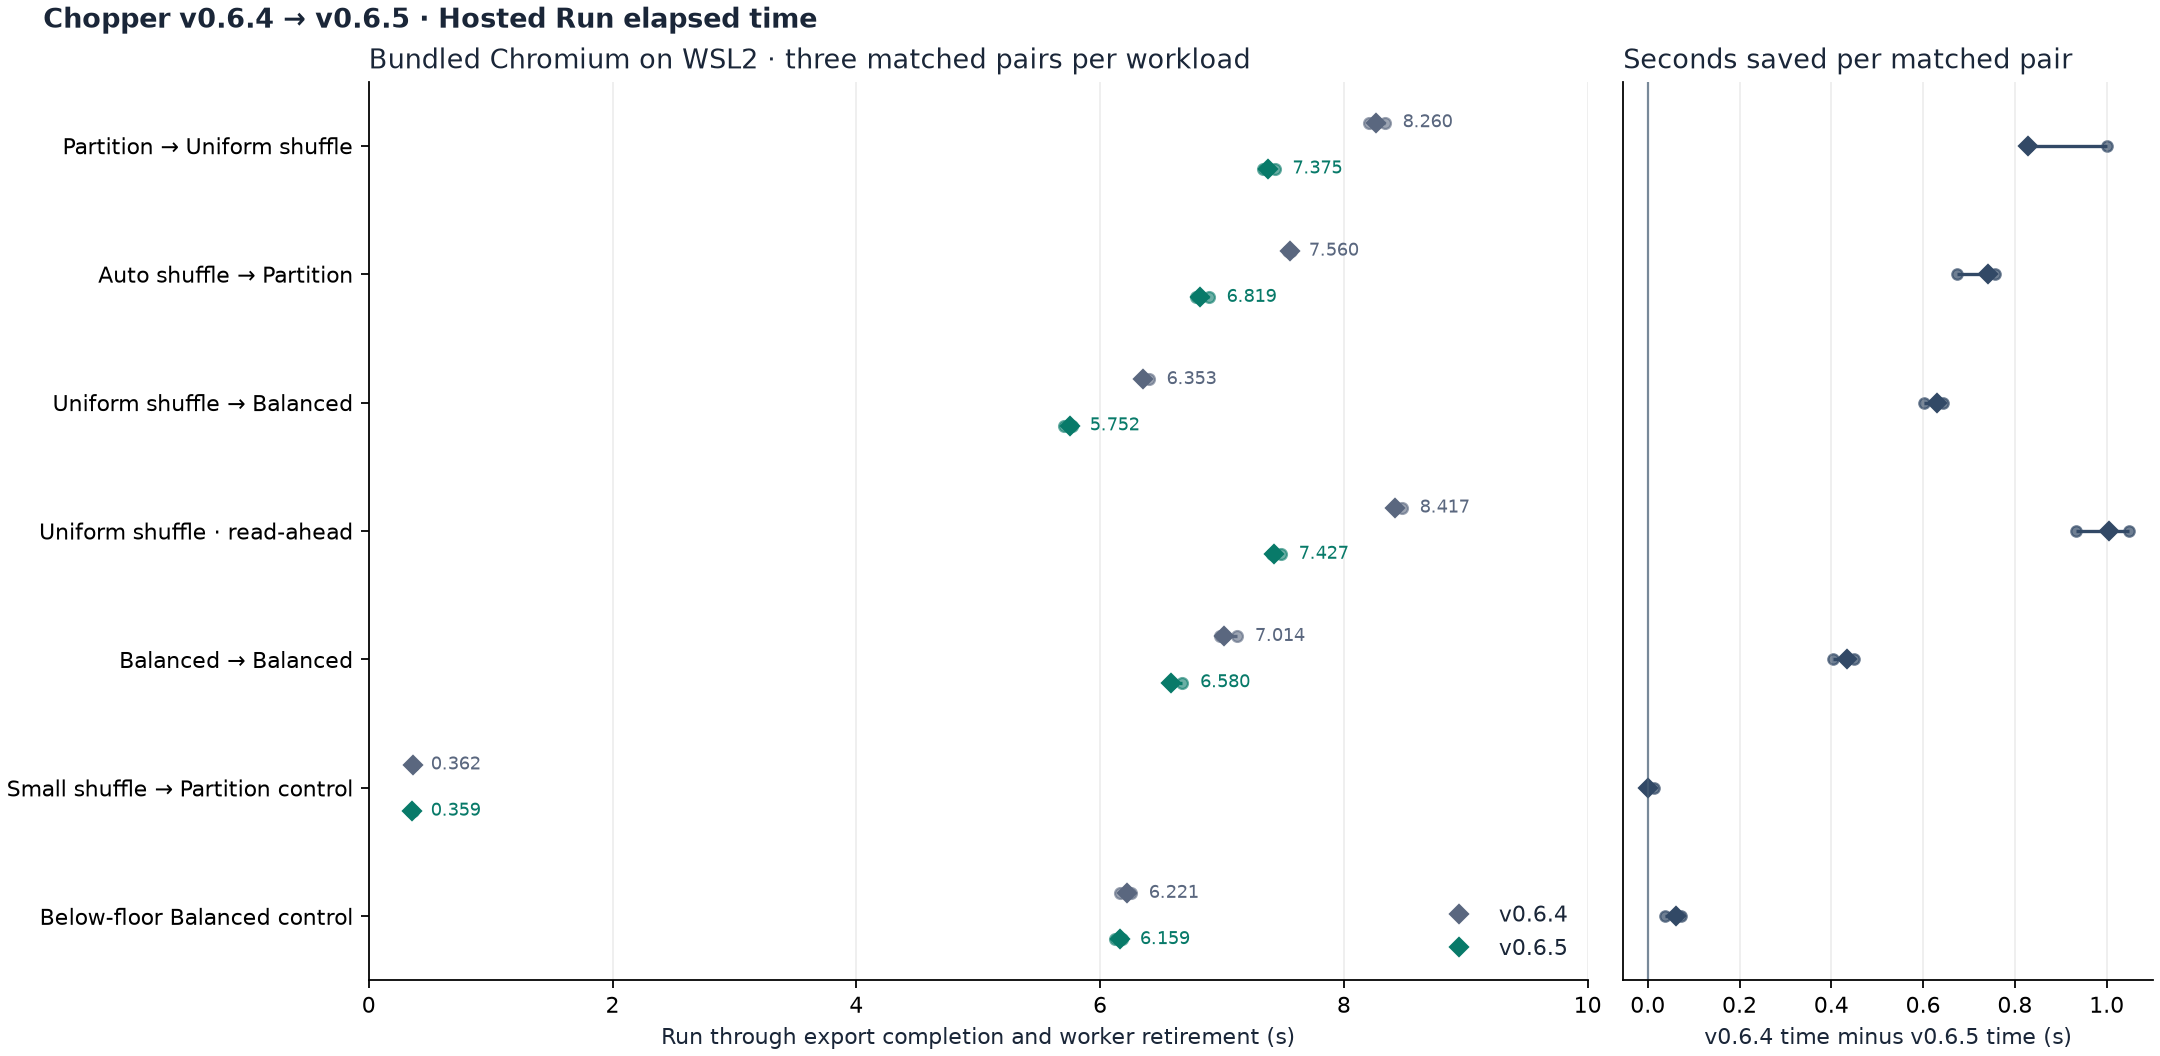 Chopper v0.6.4 → v0.6.5 · Hosted Run elapsed time
Bundled Chromium on WSL2 · three matched pairs per workload
Seconds saved per matched pair
Partition → Uniform shuffle
8.260
7.375
Auto shuffle → Partition
7.560
6.819
Uniform shuffle → Balanced
6.353
5.752
Uniform shuffle · read-ahead
8.417
7.427
Balanced → Balanced
7.014
6.580
Small shuffle → Partition control
0.362
0.359
Below-floor Balanced control
6.221
6.159
v0.6.4
v0.6.5
0 2 4 6 8 10
0.0 0.2 0.4 0.6 0.8 1.0
Run through export completion and worker retirement (s)
v0.6.4 time minus v0.6.5 time (s)